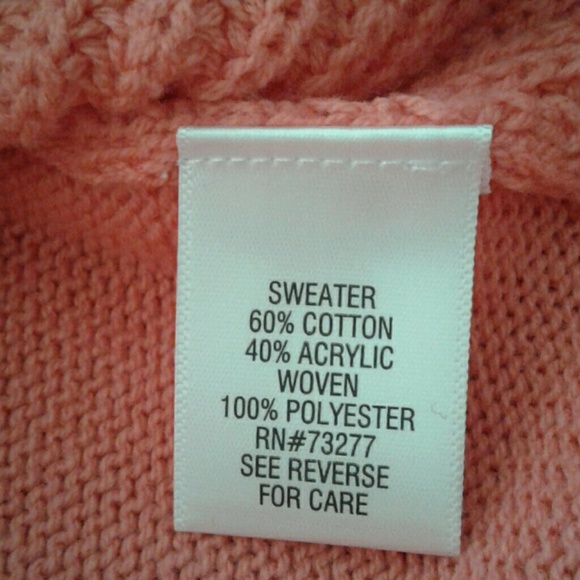 SWEATER
60% COTTON
40% ACRYLIC
WOVEN
100% POLYESTER
RN#73277
SEE REVERSE
FOR CARE